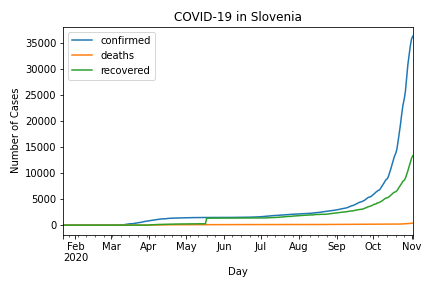 COVID-19 in Slovenia
confirmed
deaths
recovered
35000
30000
25000
20000
15000
10000
5000
0
Number of Cases
Feb Mar Apr May Jun Jul Aug Sep Oct Nov
2020
Day